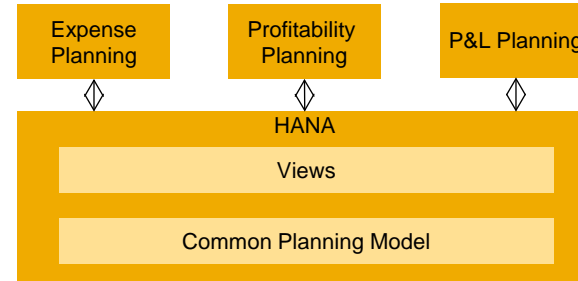 Expense
Planning
Profitability
Planning
P&L Planning
HANA
Views
Common Planning Model